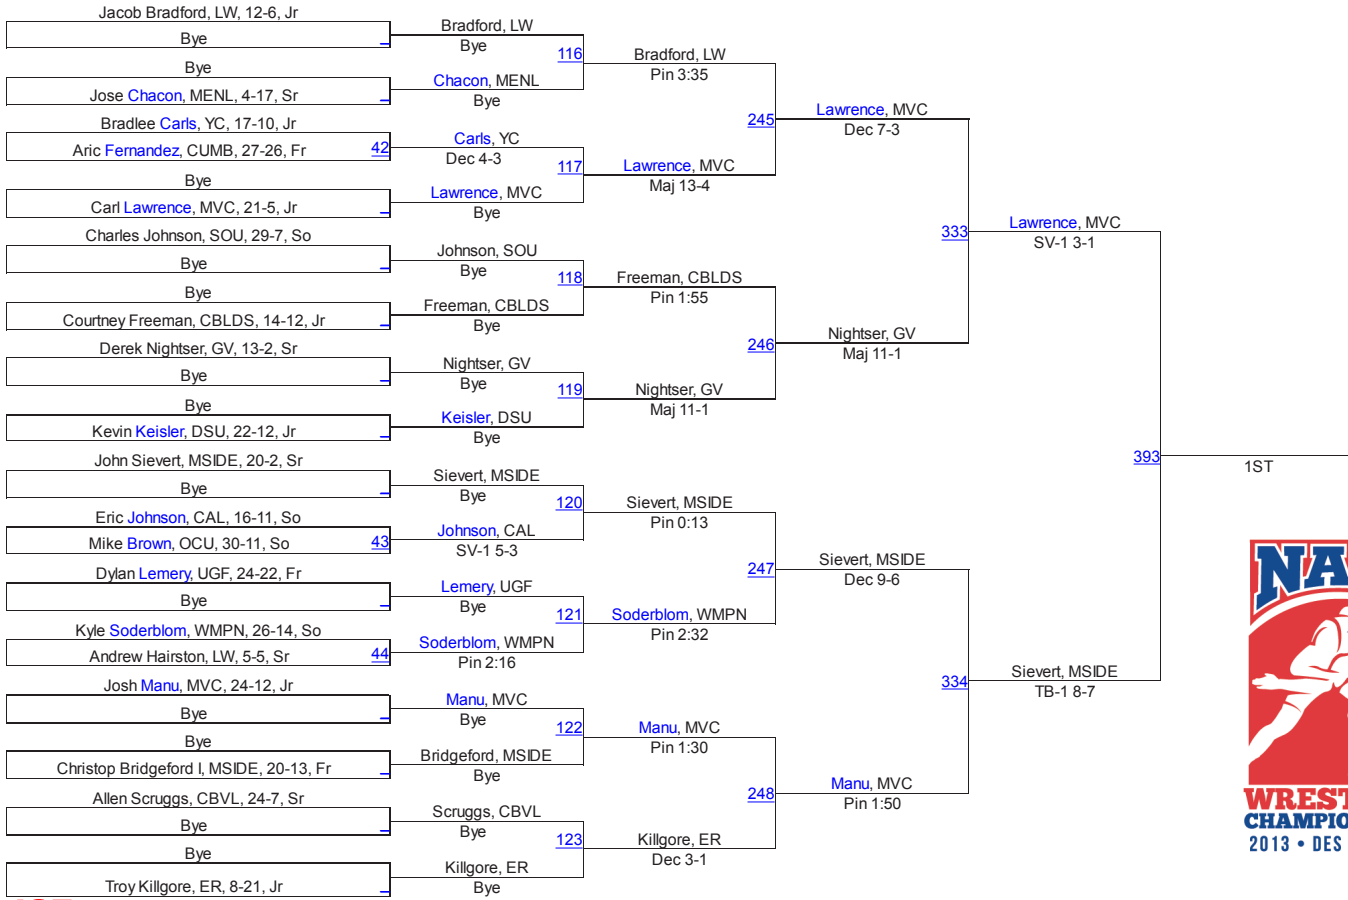 Jacob Bradford, LW, 12-6, Jr
Bye
Bye
Jose Chacon, MENL, 4-17, Sr
Bradlee Carls, YC, 17-10, Jr
Aric Fernandez, CUMB, 27-26, Fr
42
Bye
Carl Lawrence, MVC, 21-5, Jr
Charles Johnson, SOU, 29-7, So
Bye
Bye
Courtney Freeman, CBLDS, 14-12, Jr
Derek Nightser, GV, 13-2, Sr
Bye
Bye
Kevin Keisler, DSU, 22-12, Jr
John Sievert, MSIDE, 20-2, Sr
Bye
Eric Johnson, CAL, 16-11, So
Mike Brown, OCU, 30-11, So
43
Dylan Lemery, UGF, 24-22, Fr
Bye
Kyle Soderblom, WMPN, 26-14, So
Andrew Hairston, LW, 5-5, Sr
44
Josh Manu, MVC, 24-12, Jr
Bye
Bye
Christop Bridgeford I, MSIDE, 20-13, Fr
Allen Scruggs, CBVL, 24-7, Sr
Bye
Bye
Troy Killgore, ER, 8-21, Jr
Bradford, LW
Bye
116
Chacon, MENL
Bye
Carls, YC
Dec 4-3
117
Lawrence, MVC
Bye
Johnson, SOU
Bye
118
Freeman, CBLDS
Bye
Nightser, GV
Bye
119
Keisler, DSU
Bye
Sievert, MSIDE
Bye
120
Johnson, CAL
SV-1 5-3
Lemery, UGF
Bye
121
Soderblom, WMPN
Pin 2:16
Manu, MVC
Bye
122
Bridgeford, MSIDE
Bye
Scruggs, CBVL
Bye
123
Killgore, ER
Bye
Bradford, LW
Pin 3:35
245
Lawrence, MVC
Maj 13-4
Freeman, CBLDS
Pin 1:55
246
Nightser, GV
Maj 11-1
Sievert, MSIDE
Pin 0:13
247
Soderblom, WMPN
Pin 2:32
Manu, MVC
Pin 1:30
248
Killgore, ER
Dec 3-1
Lawrence, MVC
Dec 7-3
333
Nightser, GV
Maj 11-1
Sievert, MSIDE
Dec 9-6
334
Manu, MVC
Pin 1:50
Lawrence, MVC
SV-1 3-1
393
Sievert, MSIDE
TB-1 8-7
1ST
NA
WREST
CHAMPIO
2013 • DES